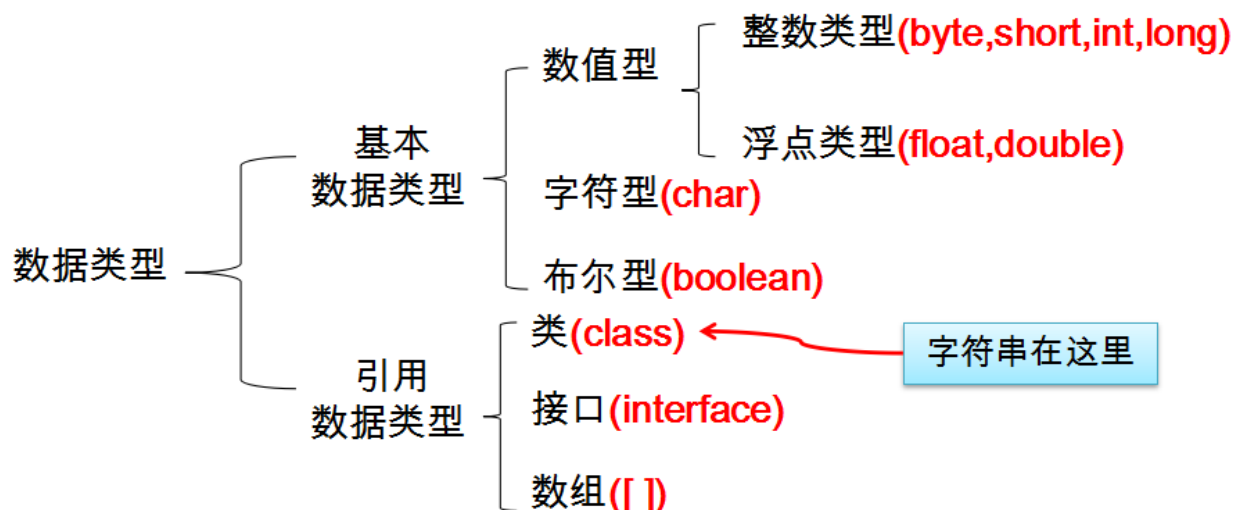 整数类型(byte,short,int,long)
数值型
浮点类型(float,double)
基本
数据类型
字符型(char)
数据类型
布尔型(boolean)
类(class)
字符串在这里
引用
数据类型
接口(interface)
数组([ ])